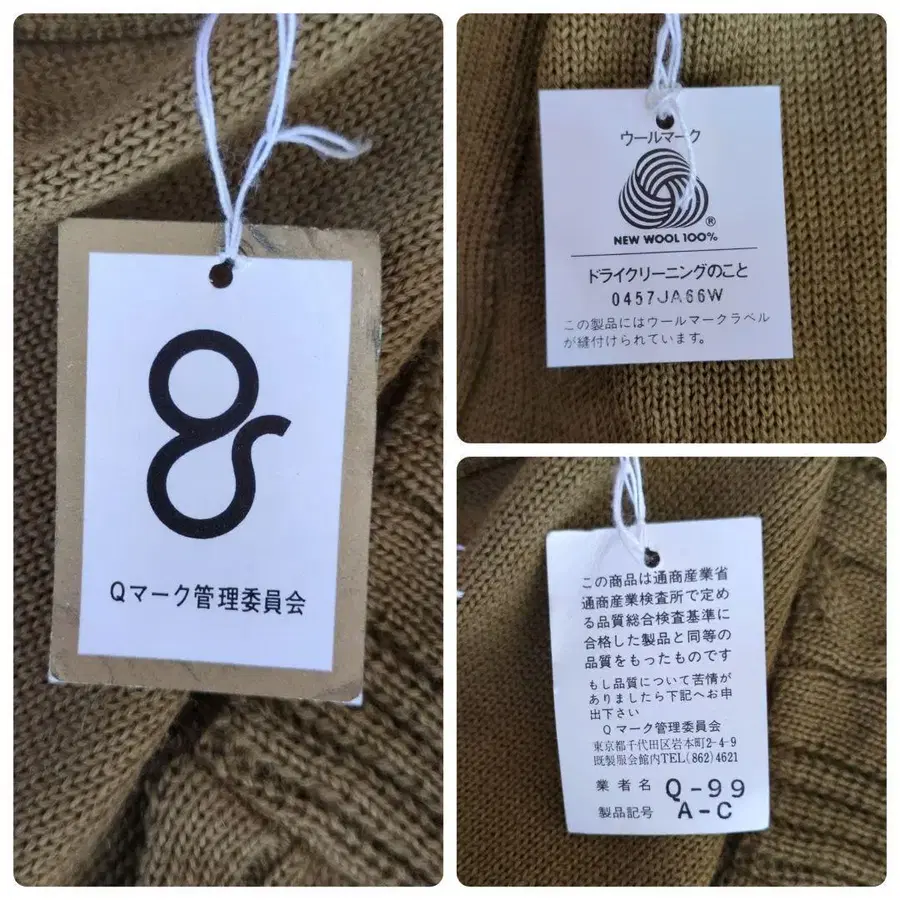 Qマーク管理委員会
ウールマーク
®
NEW WOOL 100%
ドライクリーニングのこと
0457JA66W
この製品にはウールマークラベル
が縫付けられています。
この商品は通商産業省
通商産業検査所で定め
る品質総合検査基準に
合格した製品と同等の
品質をもったものです
もし品質について苦情が
ありましたら下記へお申
出下さい
Qマーク管理委員会
東京都千代田区岩本町2-4-9
既製服会館内TEL(862)4621
業者名 Q-99
製品記号 A-C